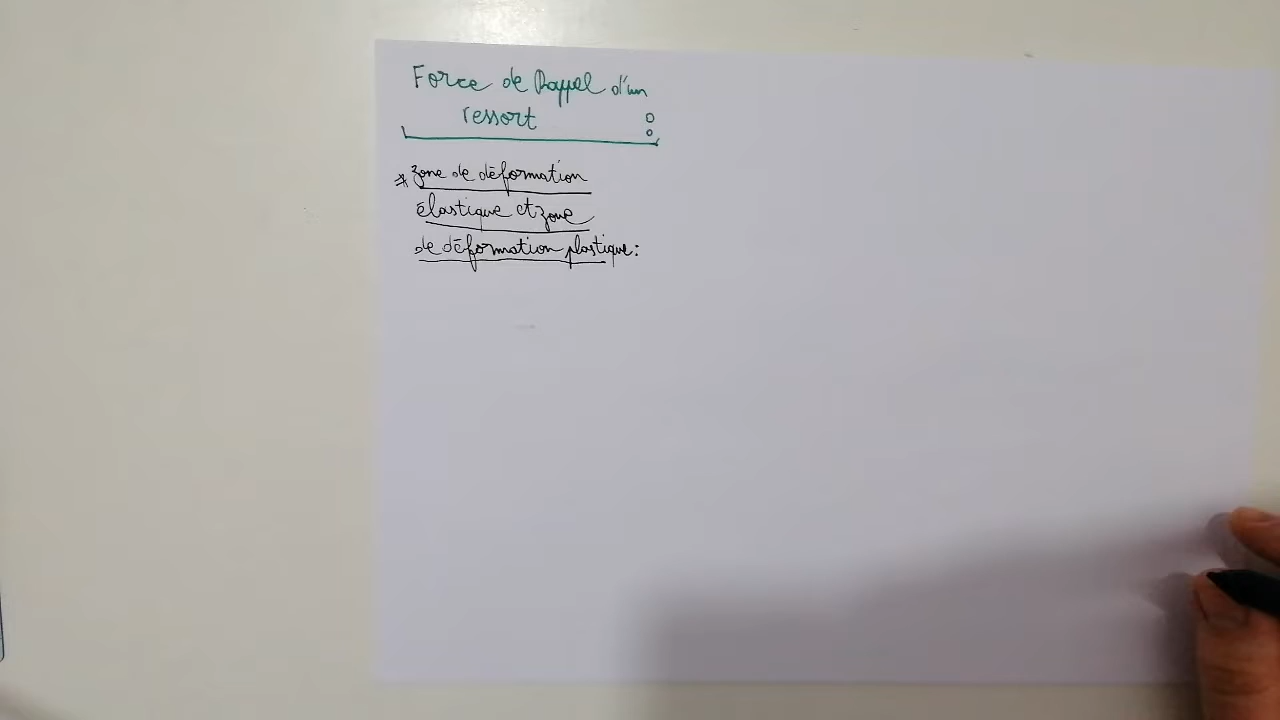 Force de Rappel d'un
ressort :
* zone de déformation
élastique et zone
de déformation plastique: